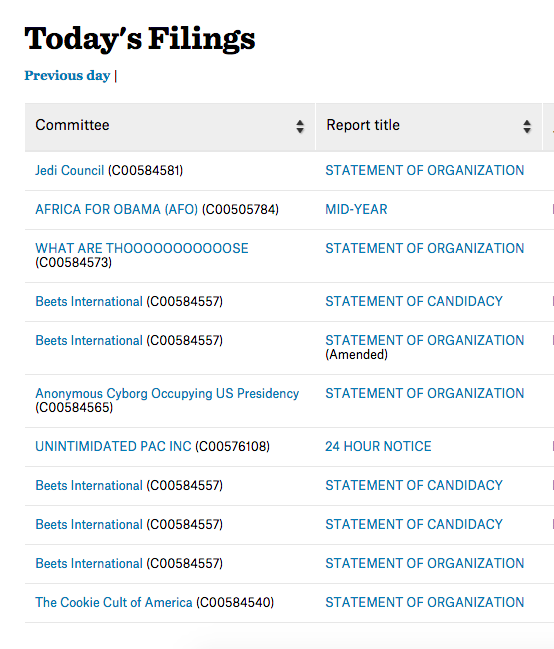 Today's Filings
Previous day |
Committee Report title
Jedi Council (C00584581) STATEMENT OF ORGANIZATION
AFRICA FOR OBAMA (AFO) (C00505784) MID-YEAR
WHAT ARE THOOOOOOOOOOOSE STATEMENT OF ORGANIZATION
(C00584573)
Beets International (C00584557) STATEMENT OF CANDIDACY
Beets International (C00584557) STATEMENT OF ORGANIZATION
(Amended)
Anonymous Cyborg Occupying US Presidency STATEMENT OF ORGANIZATION
(C00584565)
UNINTIMIDATED PAC INC (C00576108) 24 HOUR NOTICE
Beets International (C00584557) STATEMENT OF CANDIDACY
Beets International (C00584557) STATEMENT OF CANDIDACY
Beets International (C00584557) STATEMENT OF ORGANIZATION
The Cookie Cult of America (C00584540) STATEMENT OF ORGANIZATION